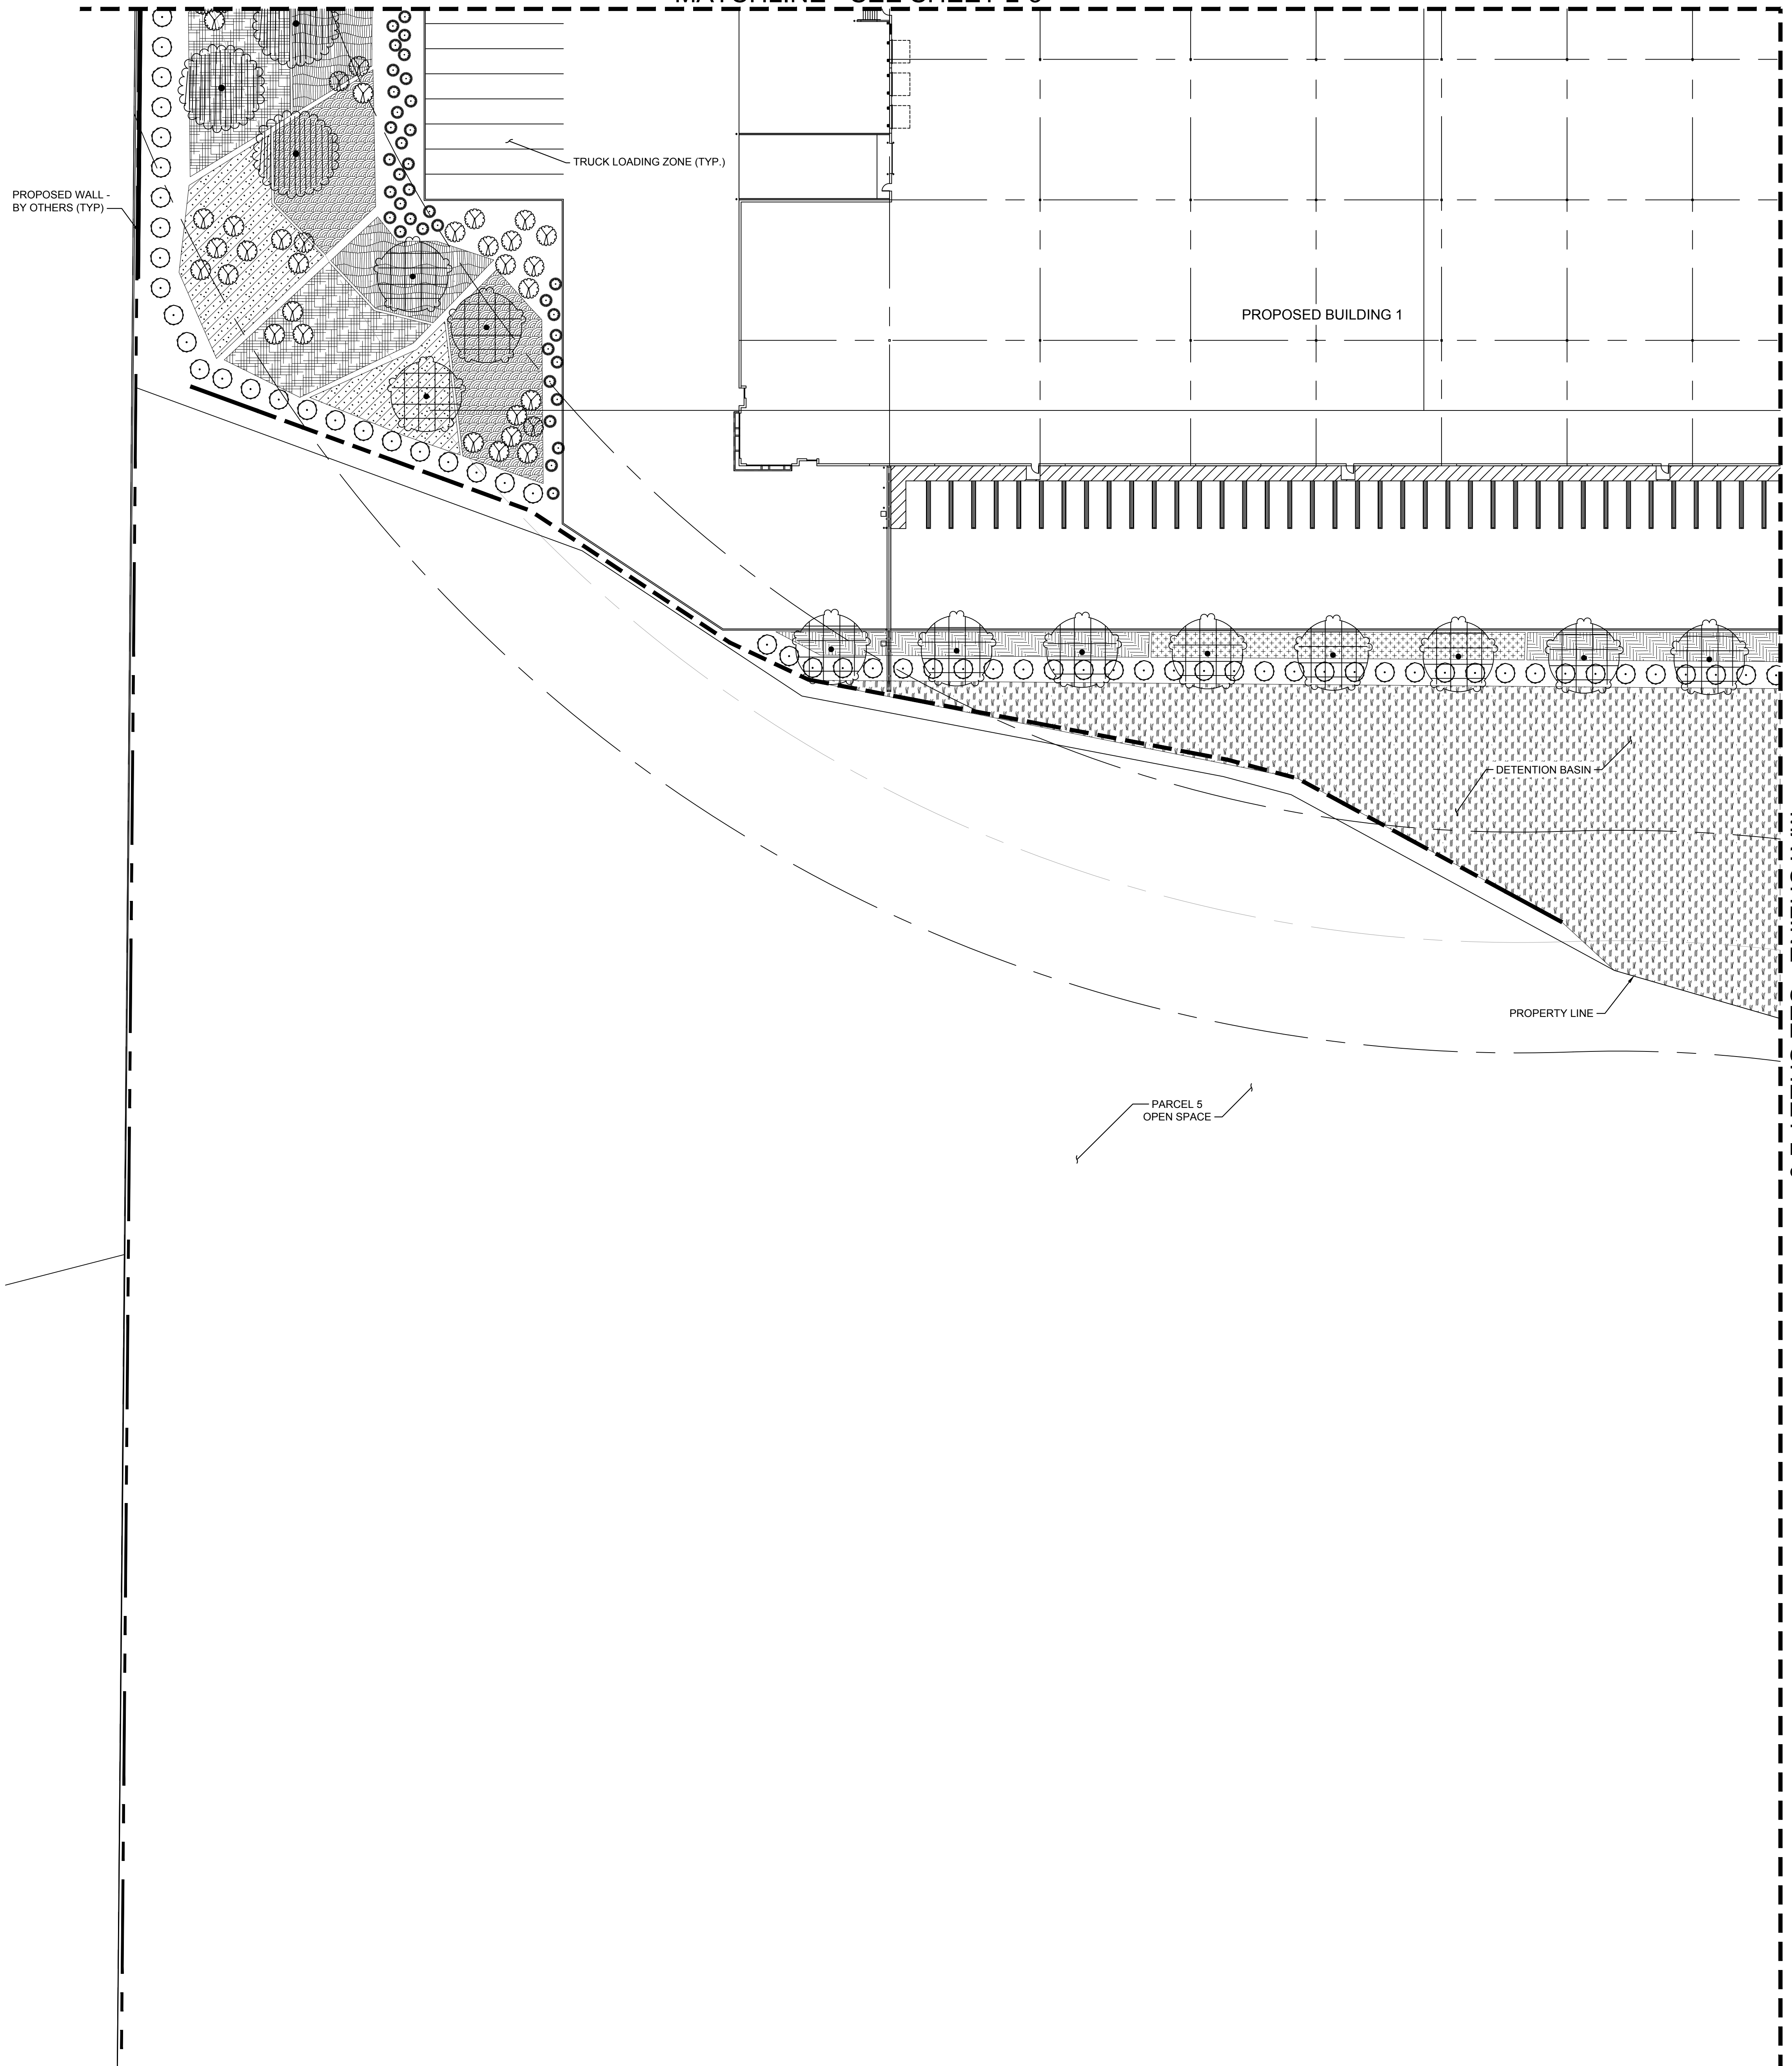 TRUCK LOADING ZONE (TYP.)
PROPOSED WALL -
BY OTHERS (TYP)
PROPOSED BUILDING 1
DETENTION BASIN
PROPERTY LINE
PARCEL 5
OPEN SPACE